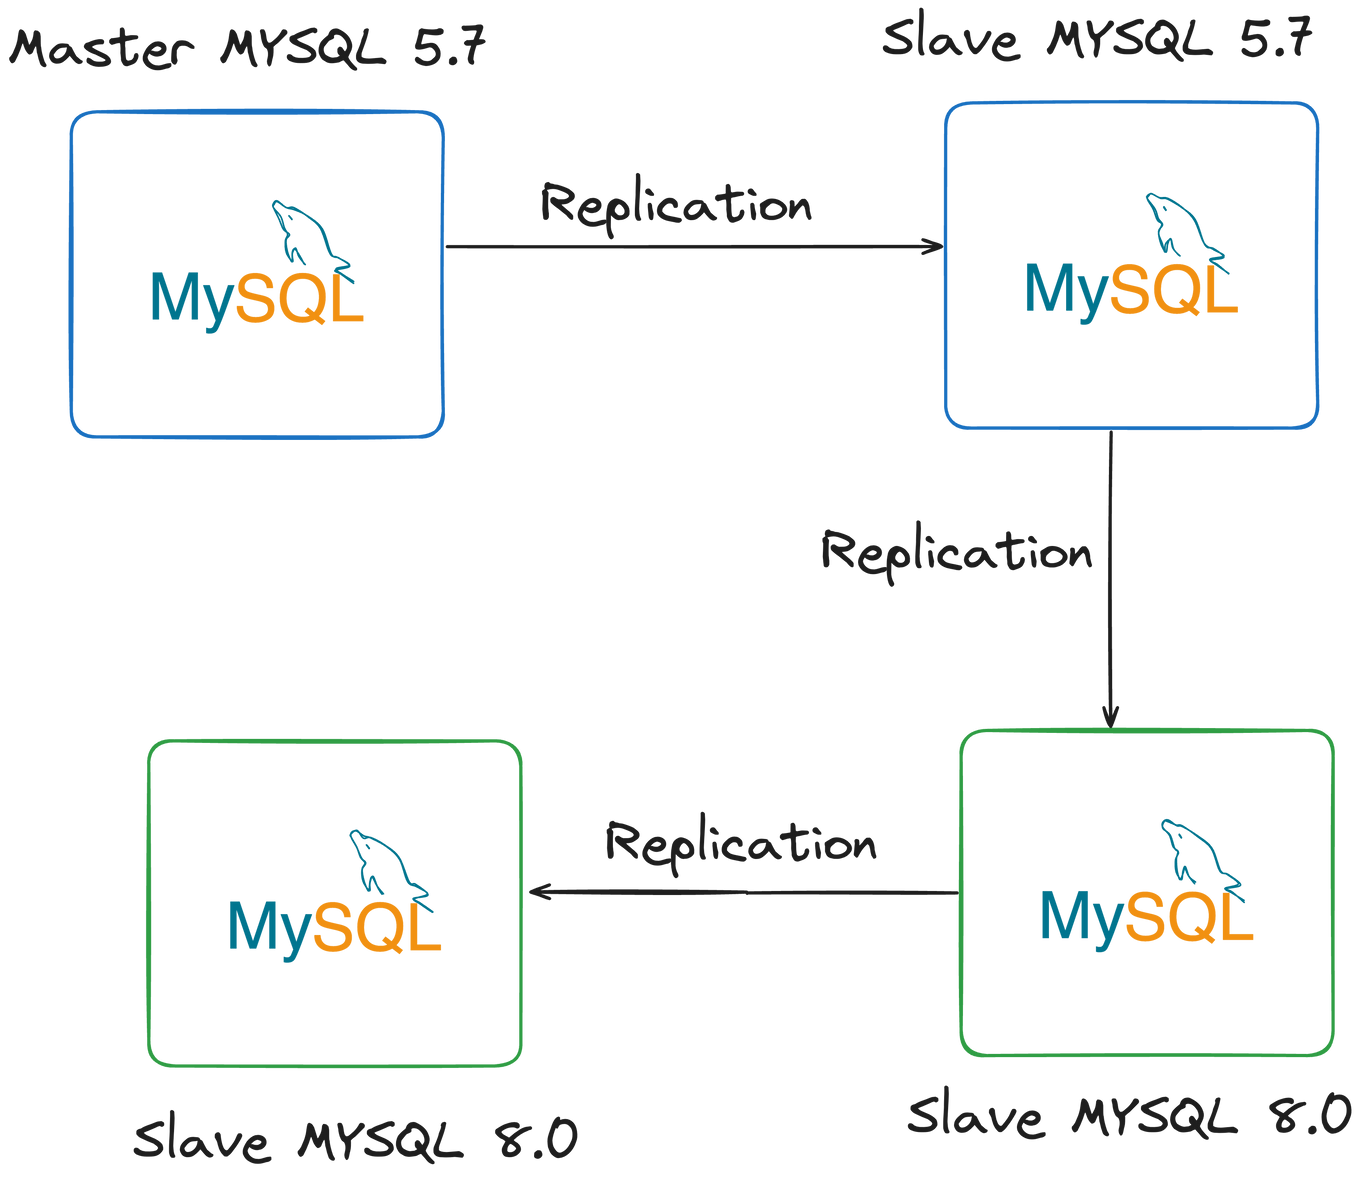 Master MYSQL 5.7
Slave MYSQL 5.7
MySQL
Replication
MySQL
Replication
MySQL
Replication
MySQL
Slave MYSQL 8.0
Slave MYSQL 8.0